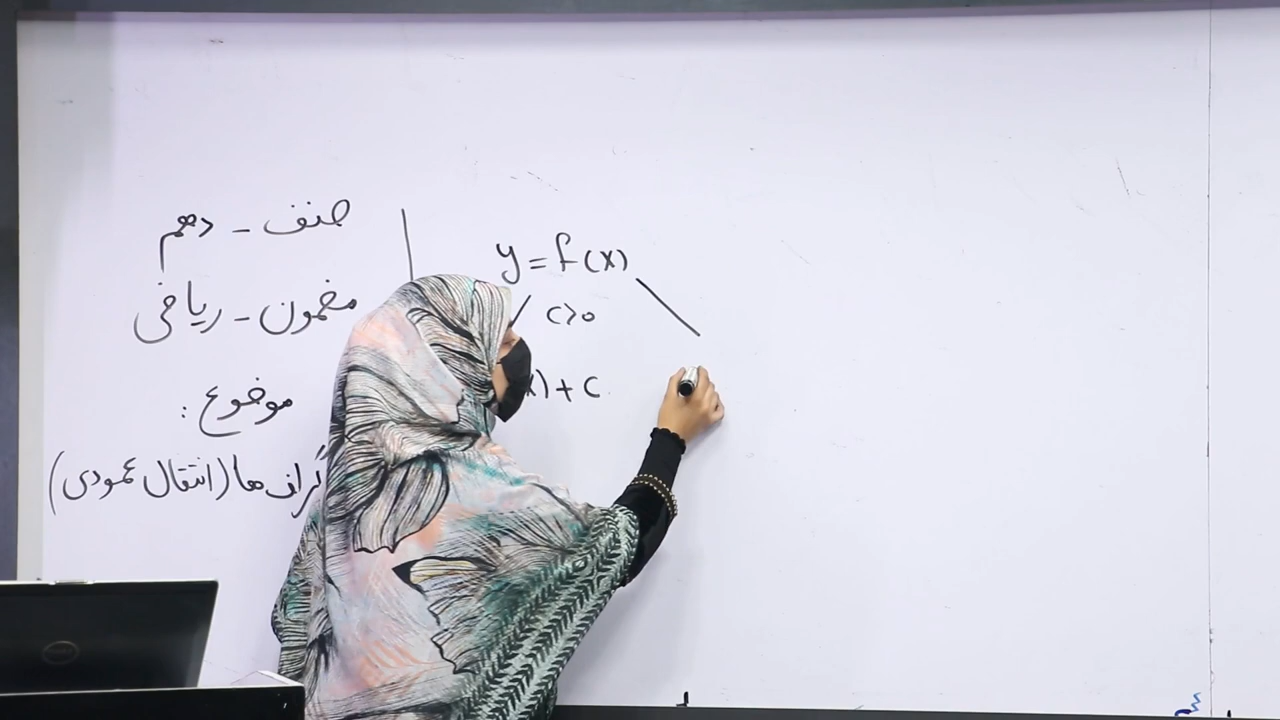 صنف - دهم
مضمون - ریاضی
موضوع :
گراف ها (انتقال عمودی)
y = f(x)
c>0
x) + c